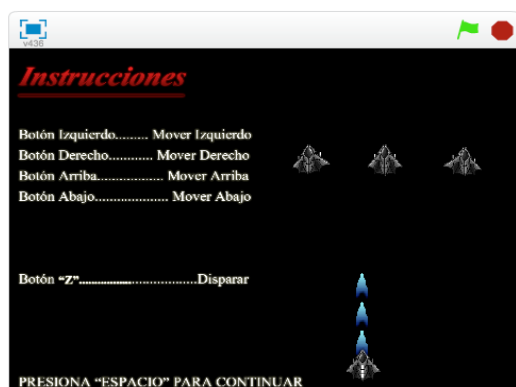 v436
Instrucciones
Botón Izquierdo......... Mover Izquierdo
Botón Derecho............ Mover Derecho
Botón Arriba.................. Mover Arriba
Botón Abajo.................... Mover Abajo
Botón “Z”..................................Disparar
PRESIONA “ESPACIO” PARA CONTINUAR